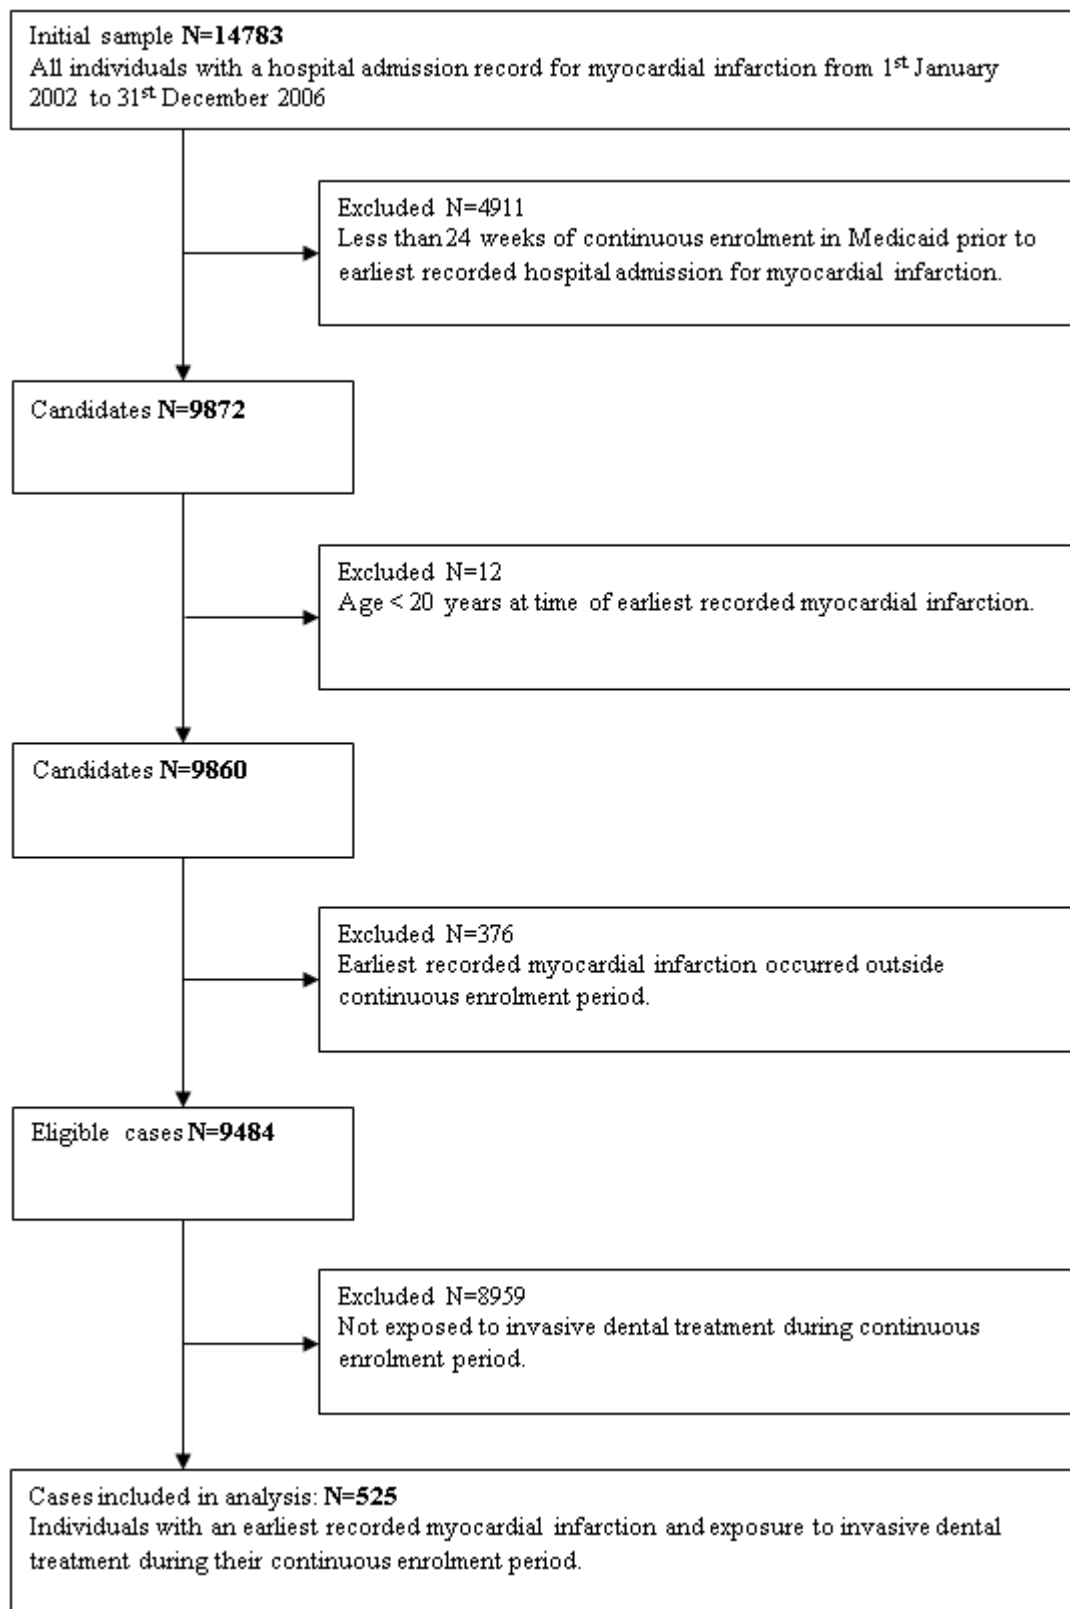 Initial sample N=14783
All individuals with a hospital admission record for myocardial infarction from 1st January
2002 to 31st December 2006
Excluded N=4911
Less than 24 weeks of continuous enrolment in Medicaid prior to
earliest recorded hospital admission for myocardial infarction.
Candidates N=9872
Excluded N=12
Age < 20 years at time of earliest recorded myocardial infarction.
Candidates N=9860
Excluded N=376
Earliest recorded myocardial infarction occurred outside
continuous enrolment period.
Eligible cases N=9484
Excluded N=8959
Not exposed to invasive dental treatment during continuous
enrolment period.
Cases included in analysis: N=525
Individuals with an earliest recorded myocardial infarction and exposure to invasive dental
treatment during their continuous enrolment period.